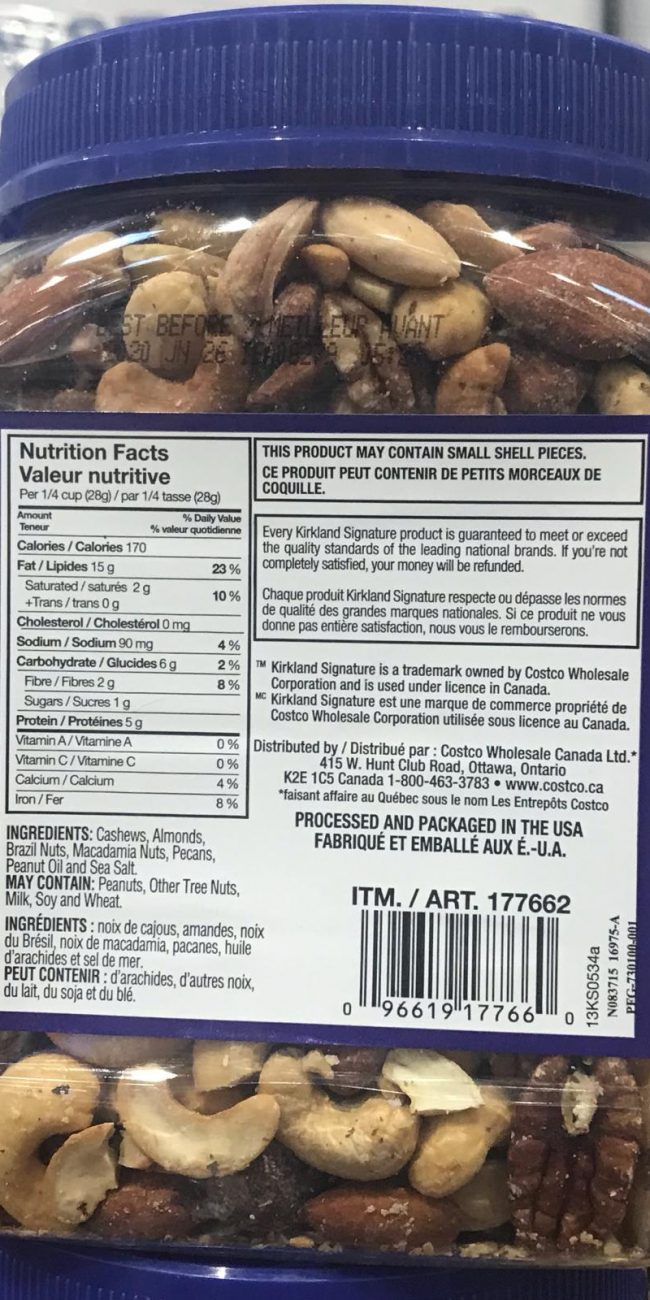 BEST BEFORE / MEILLEUR AVANT
2020 JN 26
Nutrition Facts
Valeur nutritive
Per 1/4 cup (28g) / par 1/4 tasse (28g)
Amount % Daily Value
Teneur % valeur quotidienne
Calories / Calories 170
Fat / Lipides 15 g 23 %
Saturated / saturés 2 g
+Trans / trans 0 g 10 %
Cholesterol / Cholestérol 0 mg
Sodium / Sodium 90 mg 4 %
Carbohydrate / Glucides 6 g 2 %
Fibre / Fibres 2 g 8 %
Sugars / Sucres 1 g
Protein / Protéines 5 g
Vitamin A / Vitamine A 0 %
Vitamin C / Vitamine C 0 %
Calcium / Calcium 4 %
Iron / Fer 8 %
INGREDIENTS: Cashews, Almonds,
Brazil Nuts, Macadamia Nuts, Pecans,
Peanut Oil and Sea Salt.
MAY CONTAIN: Peanuts, Other Tree Nuts,
Milk, Soy and Wheat.
INGRÉDIENTS : noix de cajous, amandes, noix
du Brésil, noix de macadamia, pacanes, huile
d'arachides et sel de mer.
PEUT CONTENIR : d'arachides, d'autres noix,
du lait, du soja et du blé.
THIS PRODUCT MAY CONTAIN SMALL SHELL PIECES.
CE PRODUIT PEUT CONTENIR DE PETITS MORCEAUX DE
COQUILLE.
Every Kirkland Signature product is guaranteed to meet or exceed
the quality standards of the leading national brands. If you're not
completely satisfied, your money will be refunded.
Chaque produit Kirkland Signature respecte ou dépasse les normes
de qualité des grandes marques nationales. Si ce produit ne vous
donne pas entière satisfaction, nous vous le rembourserons.
TM Kirkland Signature is a trademark owned by Costco Wholesale
Corporation and is used under licence in Canada.
MC Kirkland Signature est une marque de commerce propriété de
Costco Wholesale Corporation utilisée sous licence au Canada.
Distributed by / Distribué par : Costco Wholesale Canada Ltd.*
415 W. Hunt Club Road, Ottawa, Ontario
K2E 1C5 Canada 1-800-463-3783 • www.costco.ca
*faisant affaire au Québec sous le nom Les Entrepôts Costco
PROCESSED AND PACKAGED IN THE USA
FABRIQUÉ ET EMBALLÉ AUX É.-U.A.
ITM. / ART. 177662
0 96619 17766 0
13KS0534a
N083715 16975-A
PFG-730100-001